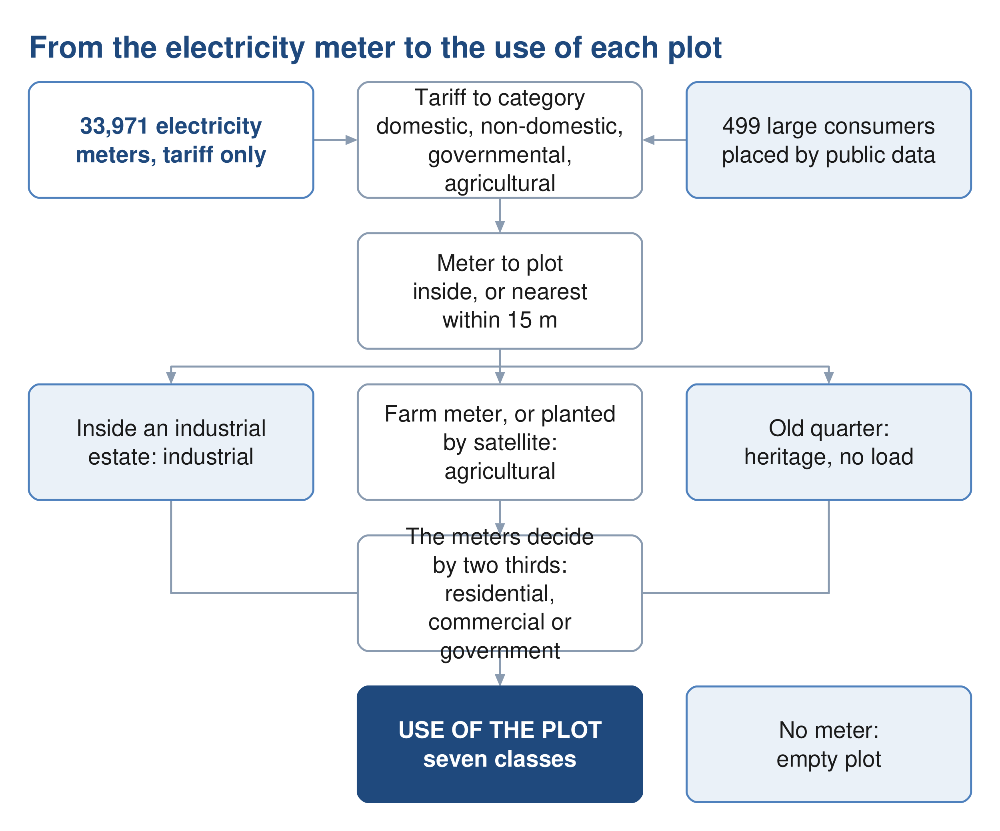 From the electricity meter to the use of each plot
33,971 electricity
meters, tariff only
Tariff to category
domestic, non-domestic,
governmental,
agricultural
499 large consumers
placed by public data
Meter to plot
inside, or nearest
within 15 m
Inside an industrial
estate: industrial
Farm meter, or planted
by satellite:
agricultural
Old quarter:
heritage, no load
The meters decide
by two thirds:
residential,
commercial or
government
USE OF THE PLOT
seven classes
No meter:
empty plot